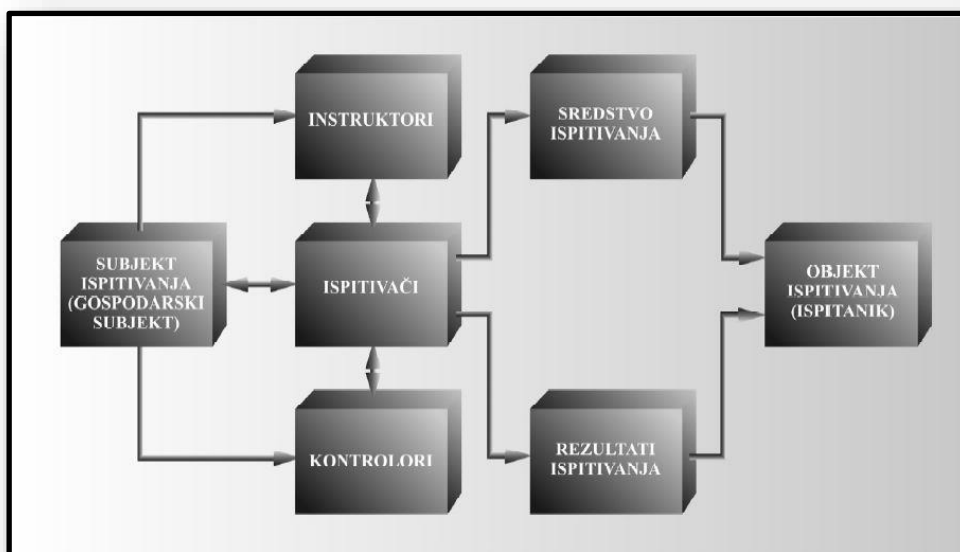 INSTRUKTORI
SREDSTVO
ISPITIVANJA
SUBJEKT
ISPITIVANJA
(GOSPODARSKI
SUBJEKT)
ISPITIVAČI
OBJEKT
ISPITIVANJA
(ISPITANIK)
KONTROLORI
REZULTATI
ISPITIVANJA